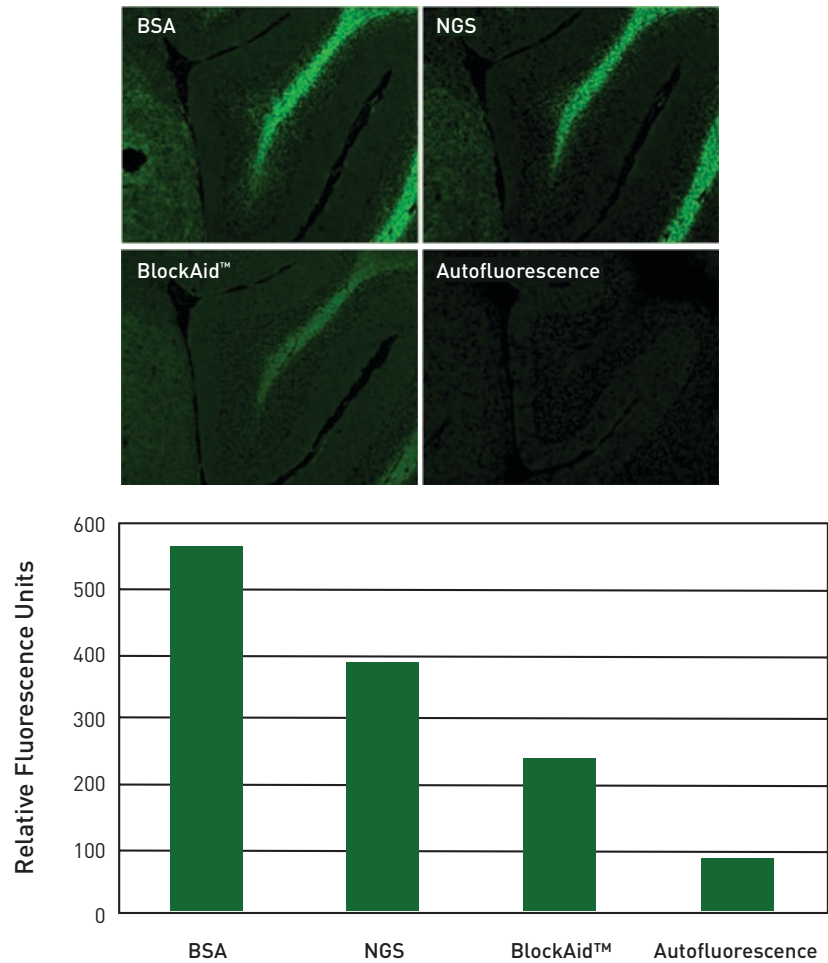 BSA
NGS
BlockAid™
Autofluorescence
Relative Fluorescence Units
600
500
400
300
200
100
0
BSA
NGS
BlockAid™
Autofluorescence